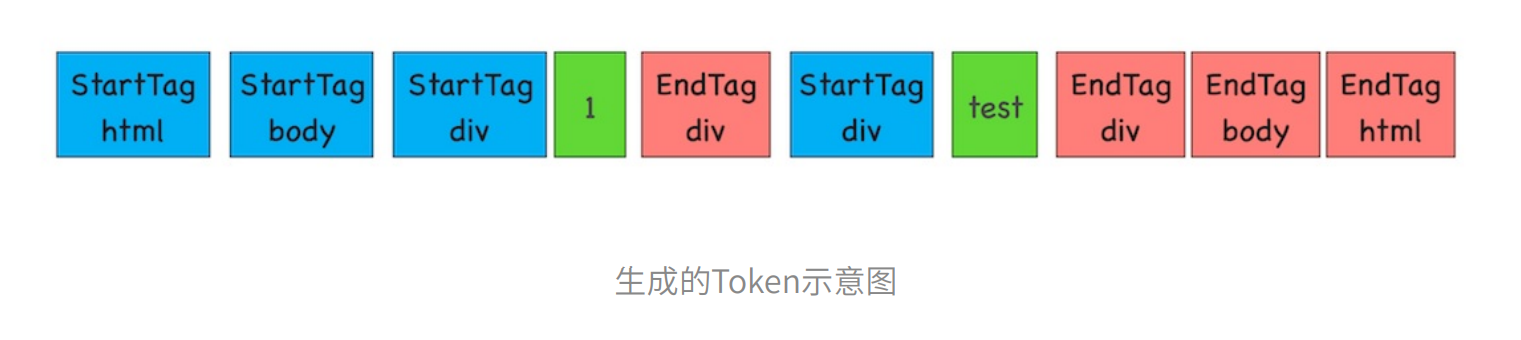 StartTag
html
StartTag
body
StartTag
div
1
EndTag
div
StartTag
div
test
EndTag
div
EndTag
body
EndTag
html
生成的Token示意图